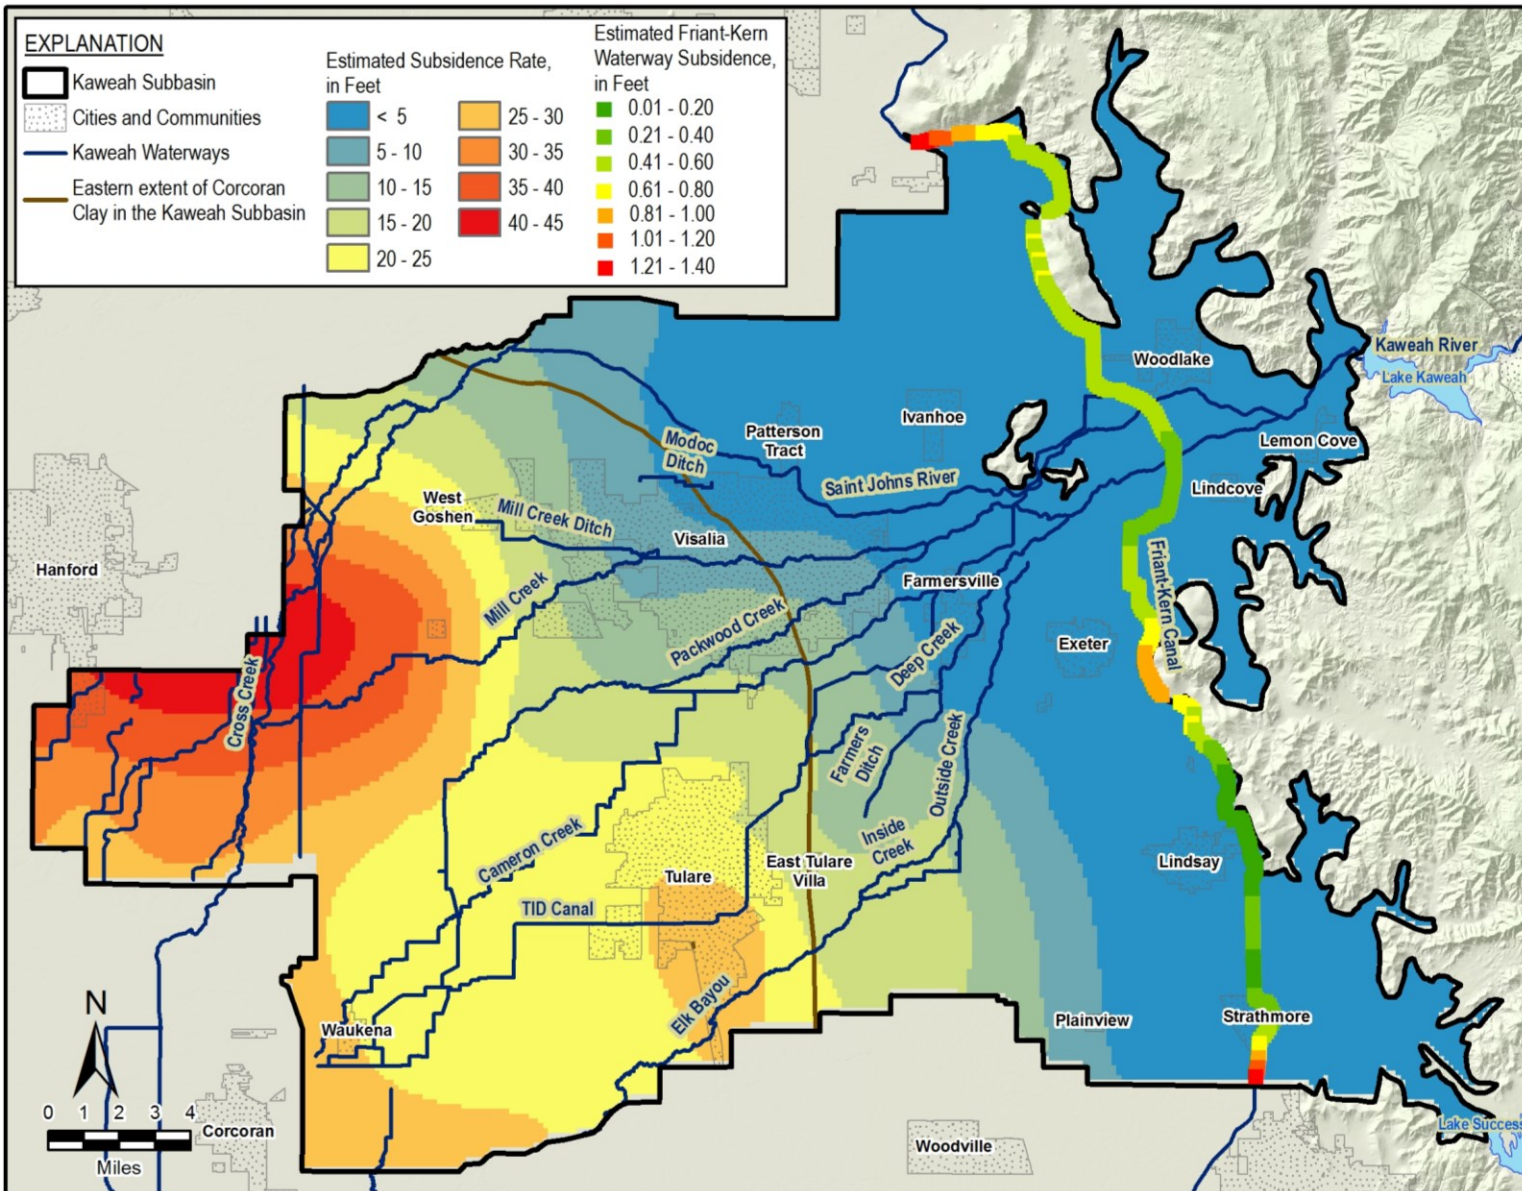 EXPLANATION
Kaweah Subbasin
Cities and Communities
Kaweah Waterways
Eastern extent of Corcoran
Clay in the Kaweah Subbasin
Estimated Subsidence Rate,
in Feet
< 5
5 - 10
10 - 15
15 - 20
20 - 25
25 - 30
30 - 35
35 - 40
40 - 45
Estimated Friant-Kern
Waterway Subsidence,
in Feet
0.01 - 0.20
0.21 - 0.40
0.41 - 0.60
0.61 - 0.80
0.81 - 1.00
1.01 - 1.20
1.21 - 1.40
Kaweah River
Lake Kaweah
Woodlake
Ivanhoe
Patterson
Tract
Lemon Cove
Modoc
Ditch
Saint Johns River
Lindcove
West
Goshen
Mill Creek Ditch
Visalia
Hanford
Mill Creek
Farmersville
Friant-Kern Canal
Packwood Creek
Exeter
Deep Creek
Cross Creek
Farmers
Ditch
Outside Creek
Inside
Creek
Cameron Creek
East Tulare
Villa
Lindsay
Tulare
TID Canal
Elk Bayou
Waukena
Plainview
Strathmore
N
0 1 2 3 4
Miles
Corcoran
Woodville
Lake Success